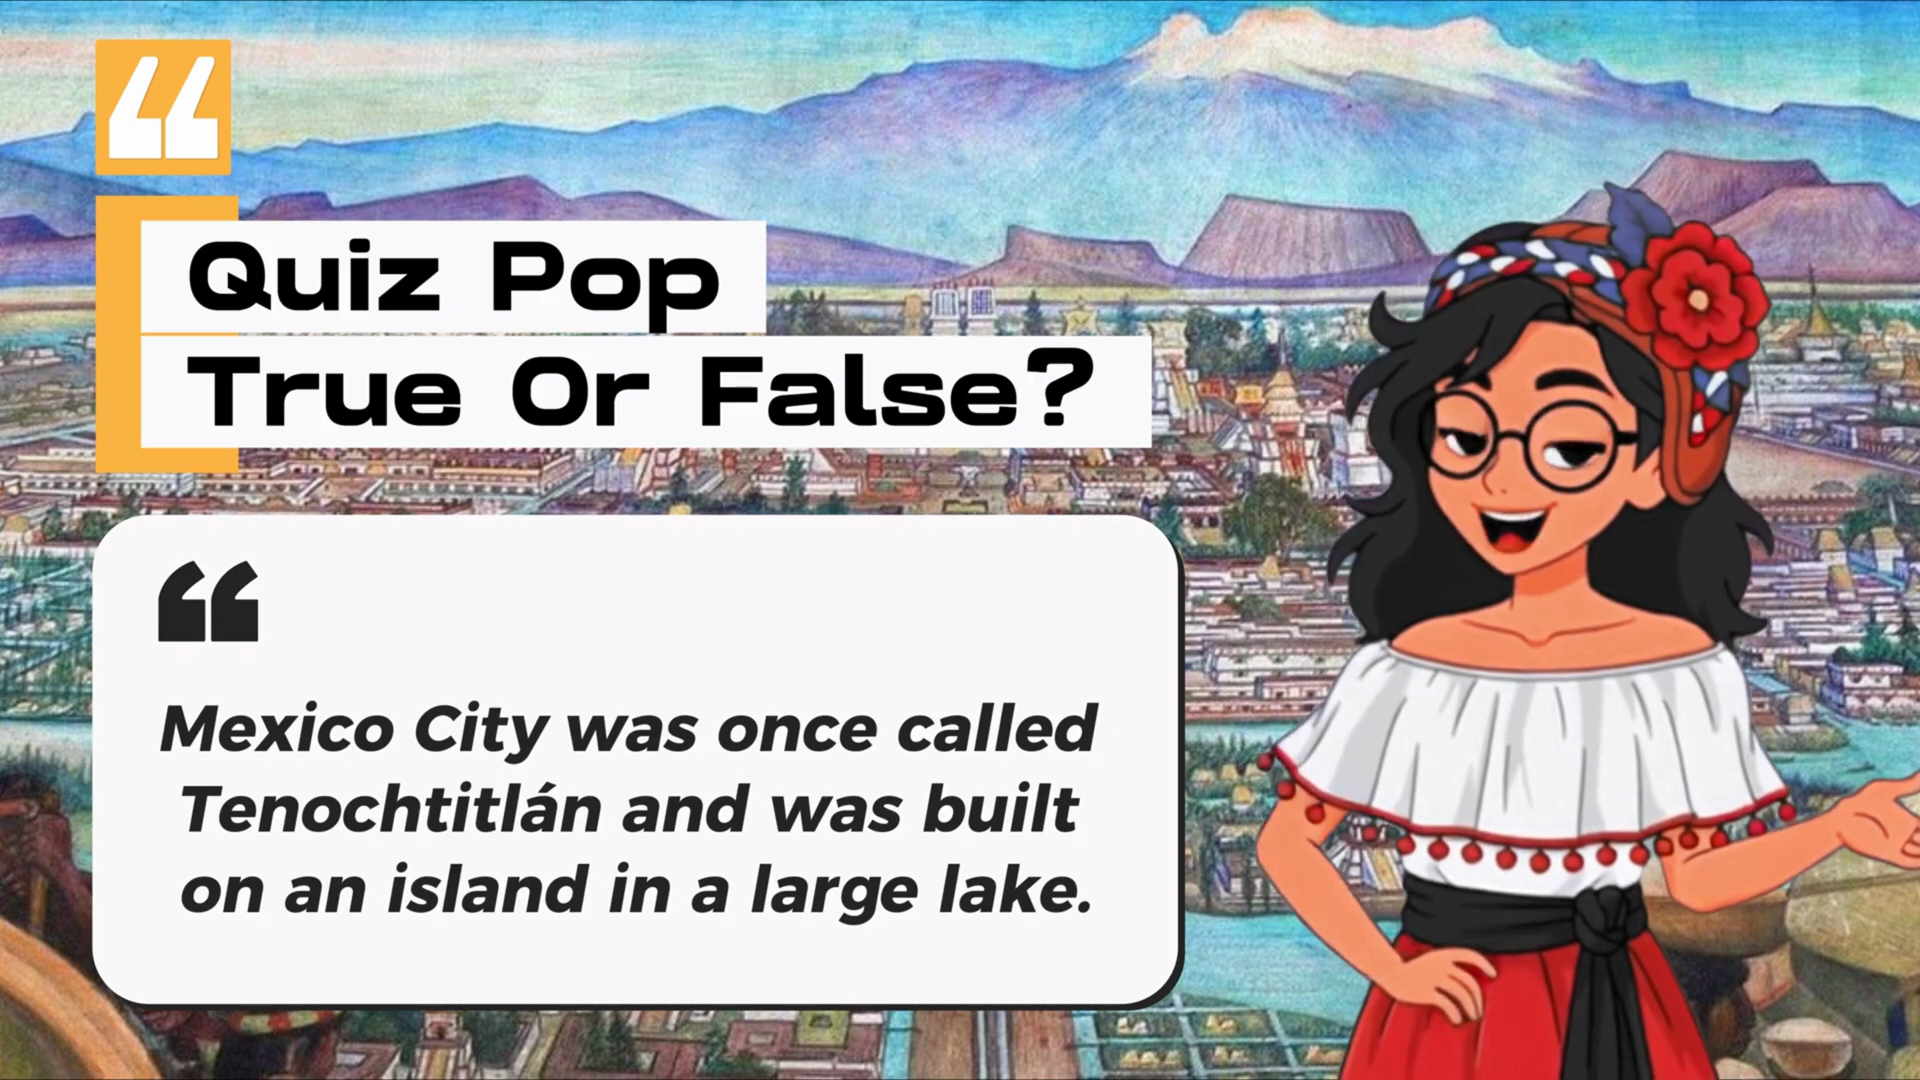 “
Quiz Pop
True Or False?
“
Mexico City was once called
Tenochtitlán and was built
on an island in a large lake.